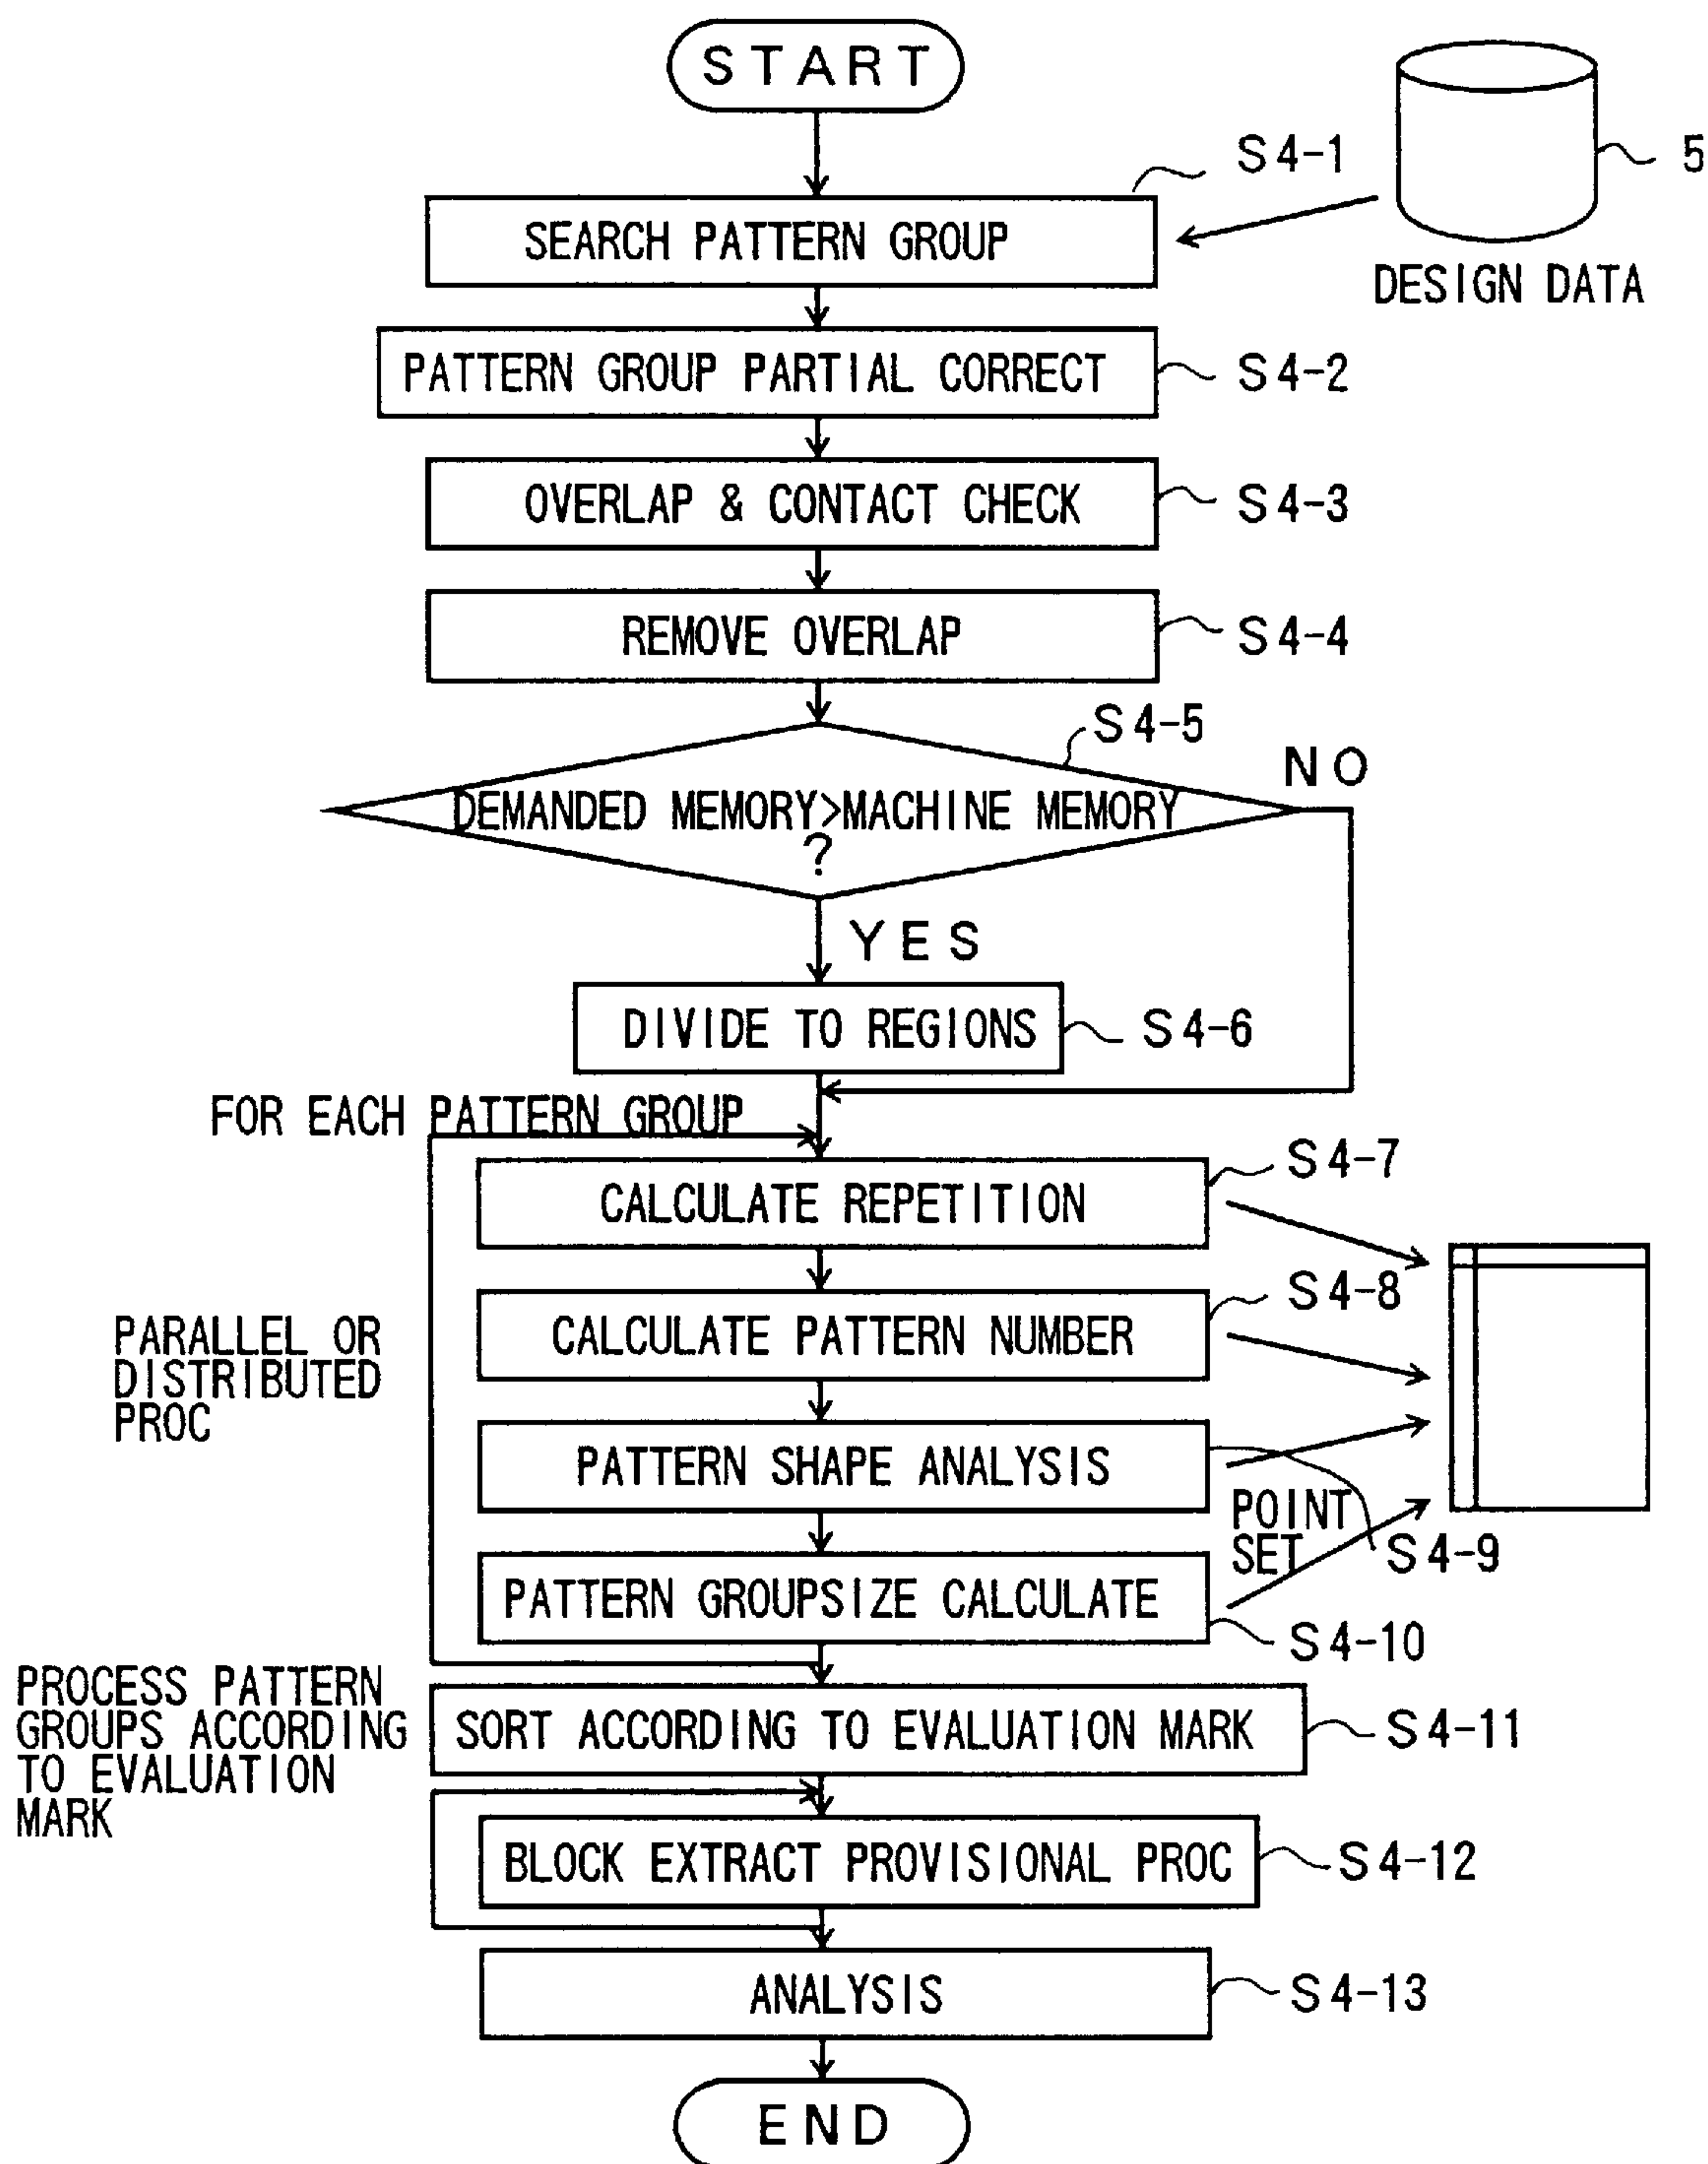 START
S4-1
5
SEARCH PATTERN GROUP
DESIGN DATA
PATTERN GROUP PARTIAL CORRECT
S4-2
OVERLAP & CONTACT CHECK
S4-3
REMOVE OVERLAP
S4-4
S4-5
NO
DEMANDED MEMORY>MACHINE MEMORY
?
YES
DIVIDE TO REGIONS
S4-6
FOR EACH PATTERN GROUP
S4-7
CALCULATE REPETITION
S4-8
CALCULATE PATTERN NUMBER
PARALLEL OR
DISTRIBUTED
PROC
PATTERN SHAPE ANALYSIS
POINT
SET
S4-9
PATTERN GROUPSIZE CALCULATE
S4-10
PROCESS PATTERN
GROUPS ACCORDING
TO EVALUATION
MARK
SORT ACCORDING TO EVALUATION MARK
S4-11
BLOCK EXTRACT PROVISIONAL PROC
S4-12
ANALYSIS
S4-13
END